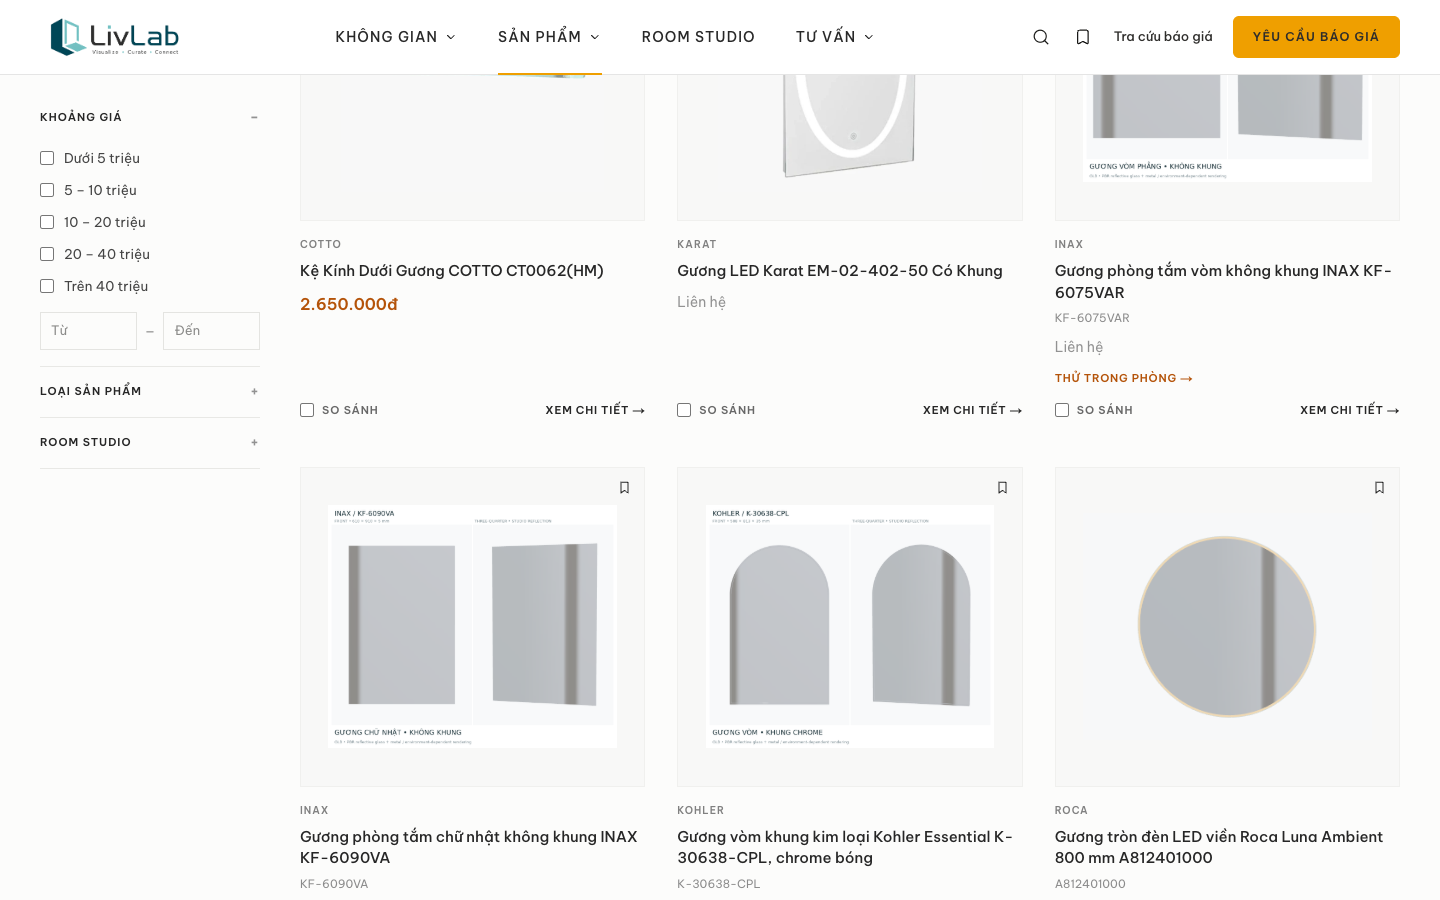 LivLab
Visualize - Curate - Connect
KHÔNG GIAN
SẢN PHẨM
ROOM STUDIO
TƯ VẤN
Tra cứu báo giá
YÊU CẦU BÁO GIÁ
KHOẢNG GIÁ
Dưới 5 triệu
5 – 10 triệu
10 – 20 triệu
20 – 40 triệu
Trên 40 triệu
Từ
–
Đến
LOẠI SẢN PHẨM
ROOM STUDIO
GƯƠNG VÒM PHẲNG • KHÔNG KHUNG
COTTO
Kệ Kính Dưới Gương COTTO CT0062(HM)
2.650.000đ
SO SÁNH
XEM CHI TIẾT →
KARAT
Gương LED Karat EM-02-402-50 Có Khung
Liên hệ
SO SÁNH
XEM CHI TIẾT →
INAX
Gương phòng tắm vòm không khung INAX KF-
6075VAR
KF-6075VAR
Liên hệ
THỬ TRONG PHÒNG →
SO SÁNH
XEM CHI TIẾT →
INAX / KF-6090VA
THREE QUARTER • STUDIO REFLECTION
GƯƠNG CHỮ NHẬT • KHÔNG KHUNG
INAX
Gương phòng tắm chữ nhật không khung INAX
KF-6090VA
KF-6090VA
KOHLER / K-30638-CPL
THREE QUARTER • STUDIO REFLECTION
GƯƠNG VÒM • KHUNG CHROME
KOHLER
Gương vòm khung kim loại Kohler Essential K-
30638-CPL, chrome bóng
K-30638-CPL
ROCA
Gương tròn đèn LED viền Roca Luna Ambient
800 mm A812401000
A812401000